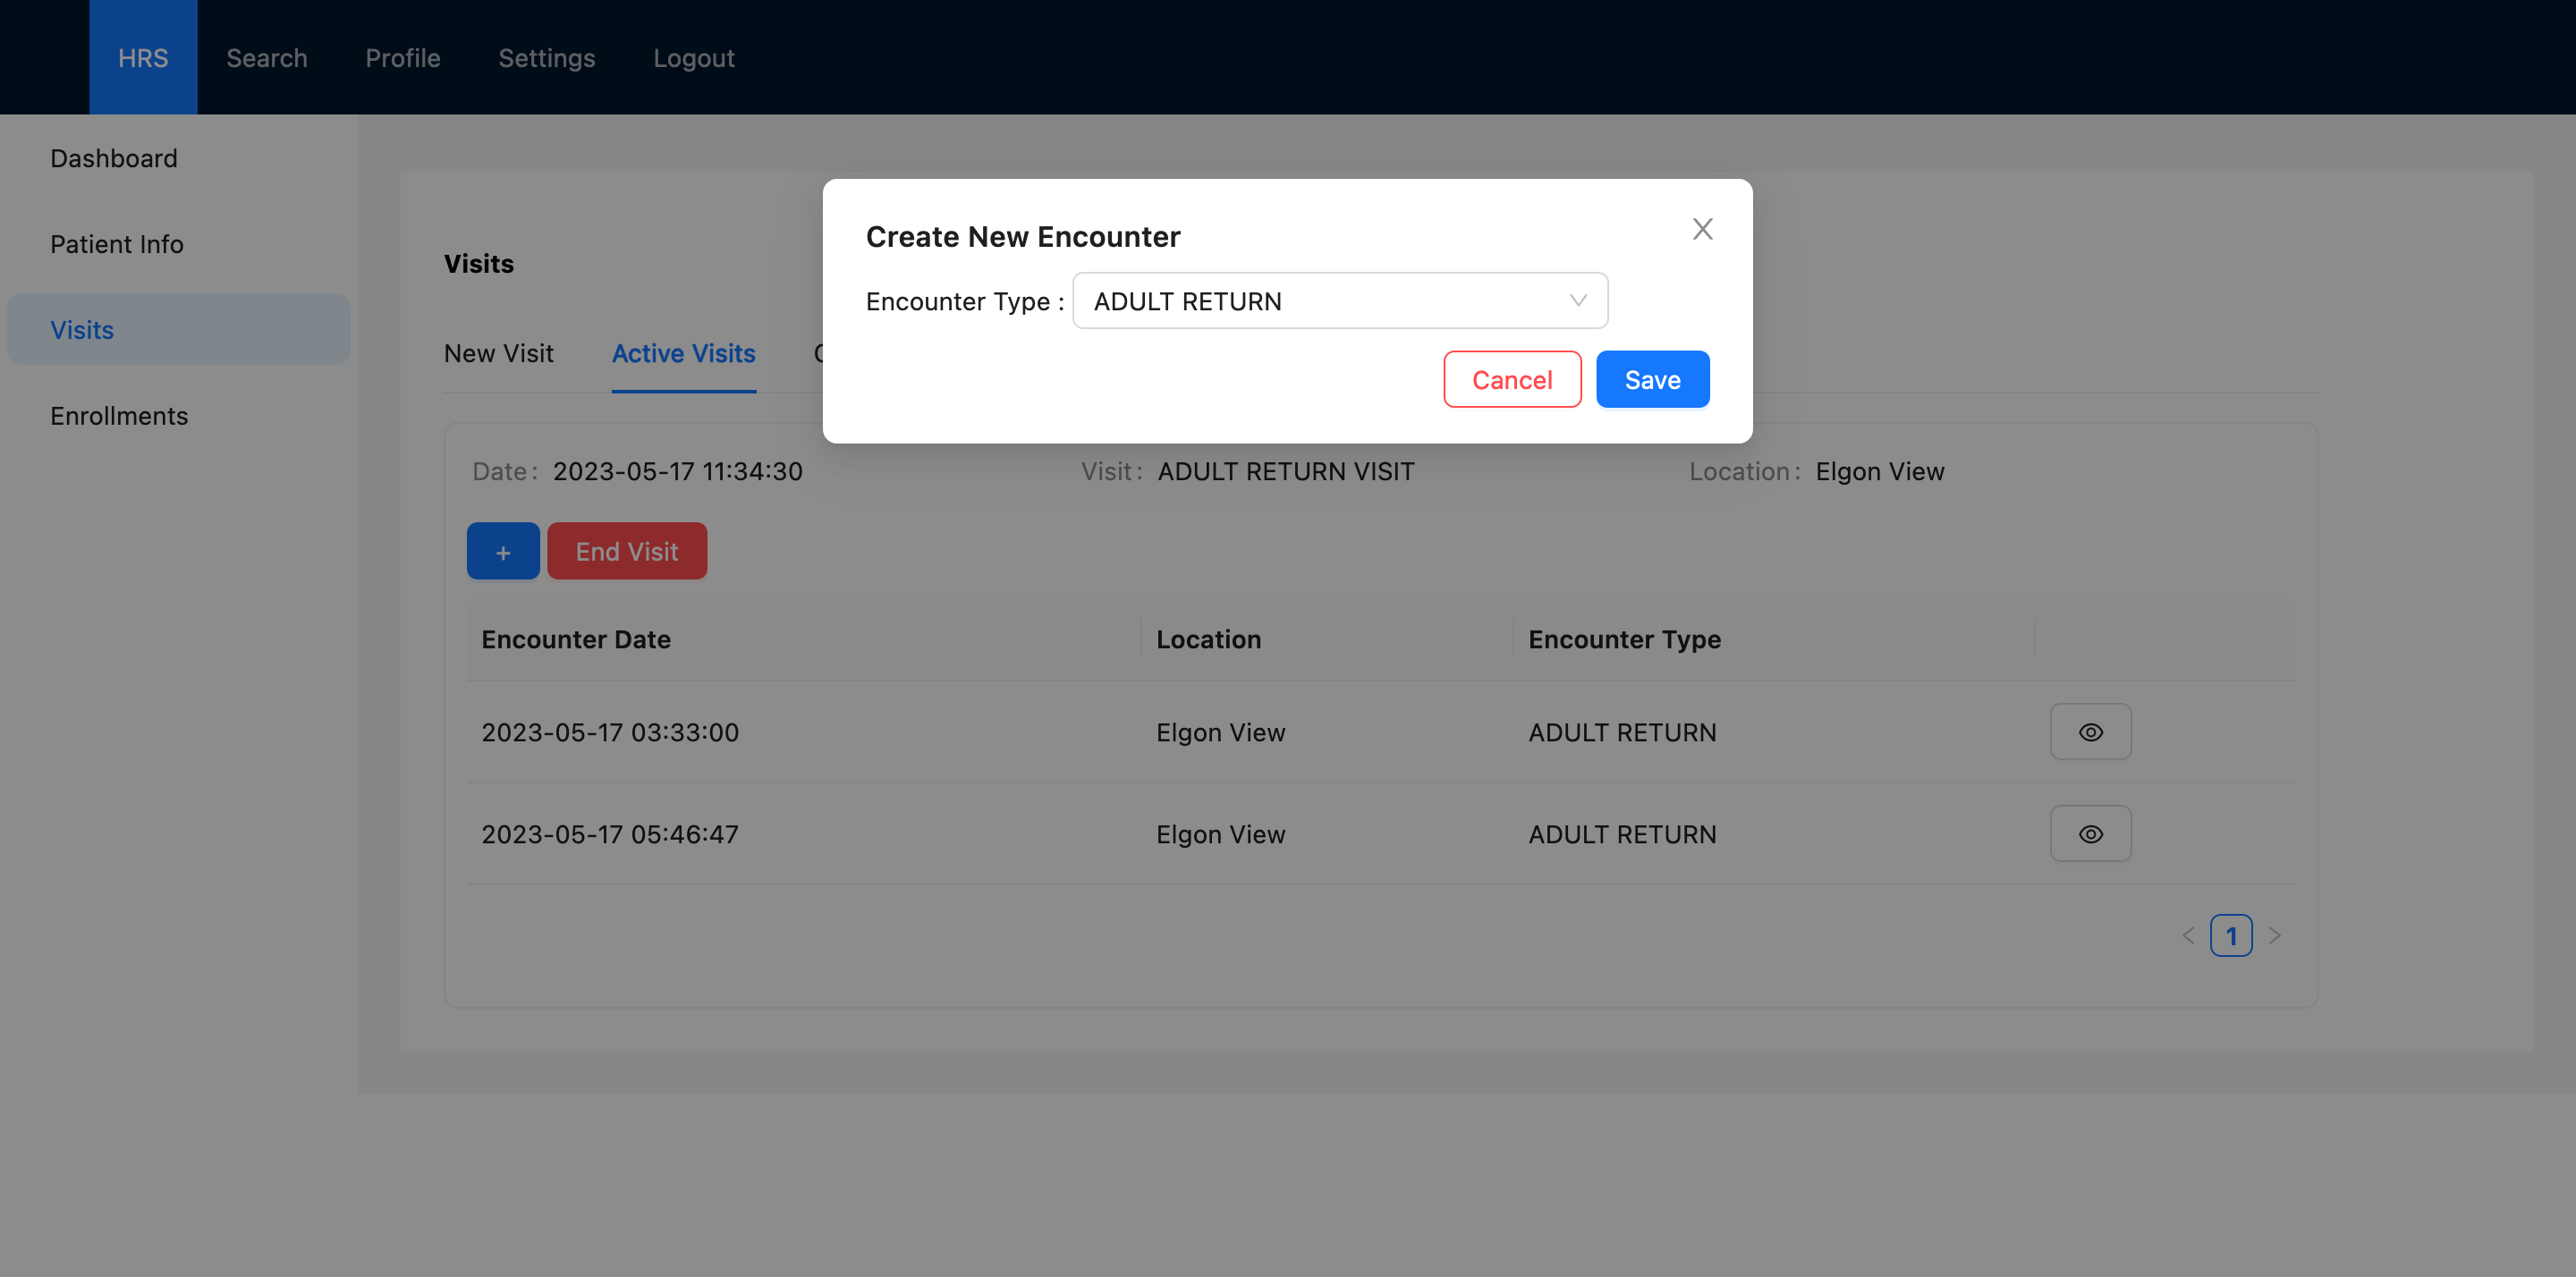 HRS Search Profile Settings Logout
Dashboard
Patient Info
Visits
Enrollments
Visits
New Visit Active Visits
Create New Encounter
Encounter Type : ADULT RETURN
Cancel Save
Date : 2023-05-17 11:34:30 Visit : ADULT RETURN VISIT Location : Elgon View
+ End Visit
Encounter Date Location Encounter Type
2023-05-17 03:33:00 Elgon View ADULT RETURN
2023-05-17 05:46:47 Elgon View ADULT RETURN
< 1 >